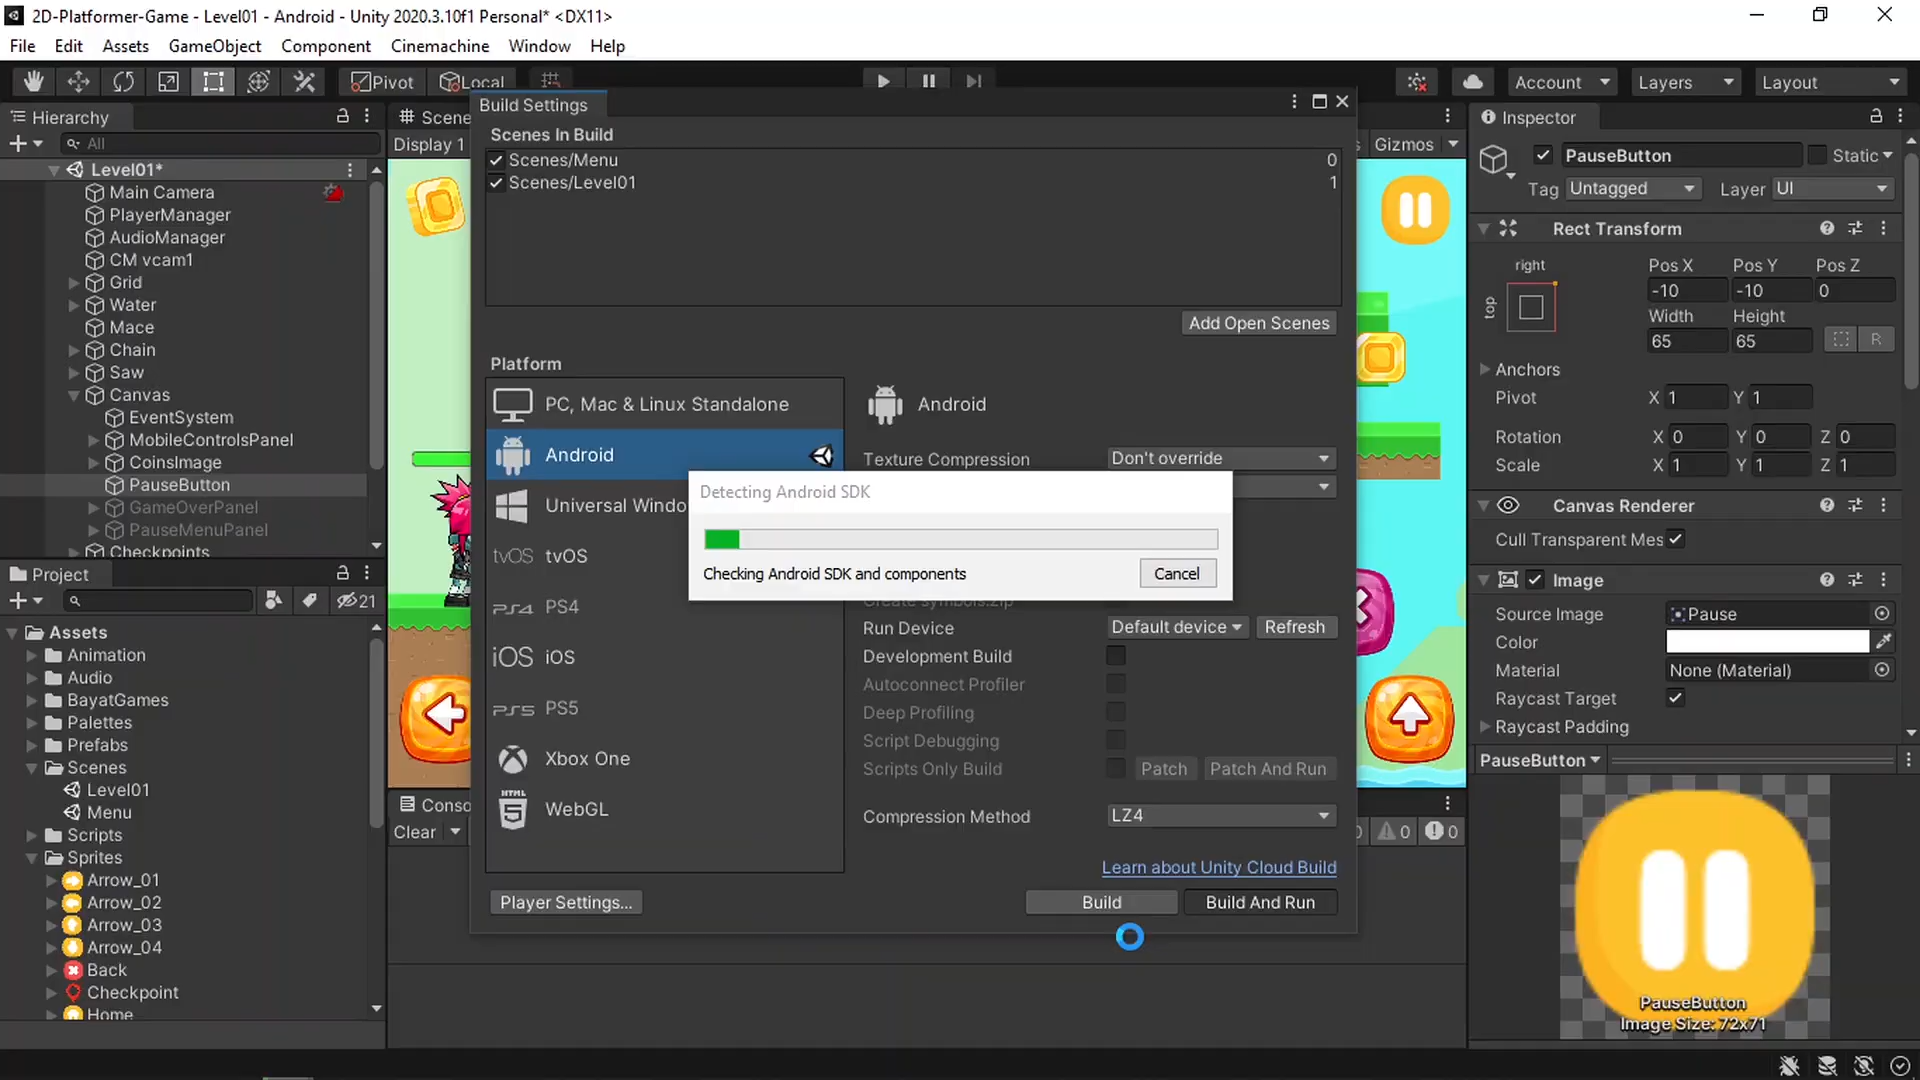 2D-Platformer-Game - Level01 - Android - Unity 2020.3.10f1 Personal* <DX11>
File Edit Assets GameObject Component Cinemachine Window Help
Pivot Local Account Layers Layout
Hierarchy
All
Level01*
Main Camera
PlayerManager
AudioManager
CM vcam1
Grid
Water
Mace
Chain
Saw
Canvas
EventSystem
MobileControlsPanel
CoinsImage
PauseButton
GameOverPanel
PauseMenuPanel
Checkpoints
Project
21
Assets
Animation
Audio
BayatGames
Palettes
Prefabs
Scenes
Level01
Menu
Scripts
Sprites
Arrow_01
Arrow_02
Arrow_03
Arrow_04
Back
Checkpoint
Home
Scene
Display 1
Gizmos
Build Settings
Scenes In Build
Scenes/Menu 0
Scenes/Level01 1
Add Open Scenes
Platform
PC, Mac & Linux Standalone
Android
Universal Windo
tvOS tvOS
PS4 PS4
iOS iOS
PS5 PS5
Xbox One
HTML 5 WebGL
Android
Texture Compression Don't override
Detecting Android SDK
Checking Android SDK and components
Cancel
Create symbols.zip
Run Device Default device Refresh
Development Build
Autoconnect Profiler
Deep Profiling
Script Debugging
Scripts Only Build Patch Patch And Run
Compression Method LZ4
Learn about Unity Cloud Build
Player Settings... Build Build And Run
Conso
Clear
0 0
Inspector
PauseButton Static
Tag Untagged Layer UI
Rect Transform
right
top
Pos X Pos Y Pos Z
-10 -10 0
Width Height
65 65 R
Anchors
Pivot X 1 Y 1
Rotation X 0 Y 0 Z 0
Scale X 1 Y 1 Z 1
Canvas Renderer
Cull Transparent Mes
Image
Source Image Pause
Color
Material None (Material)
Raycast Target
Raycast Padding
PauseButton
PauseButton
Image Size: 72x71